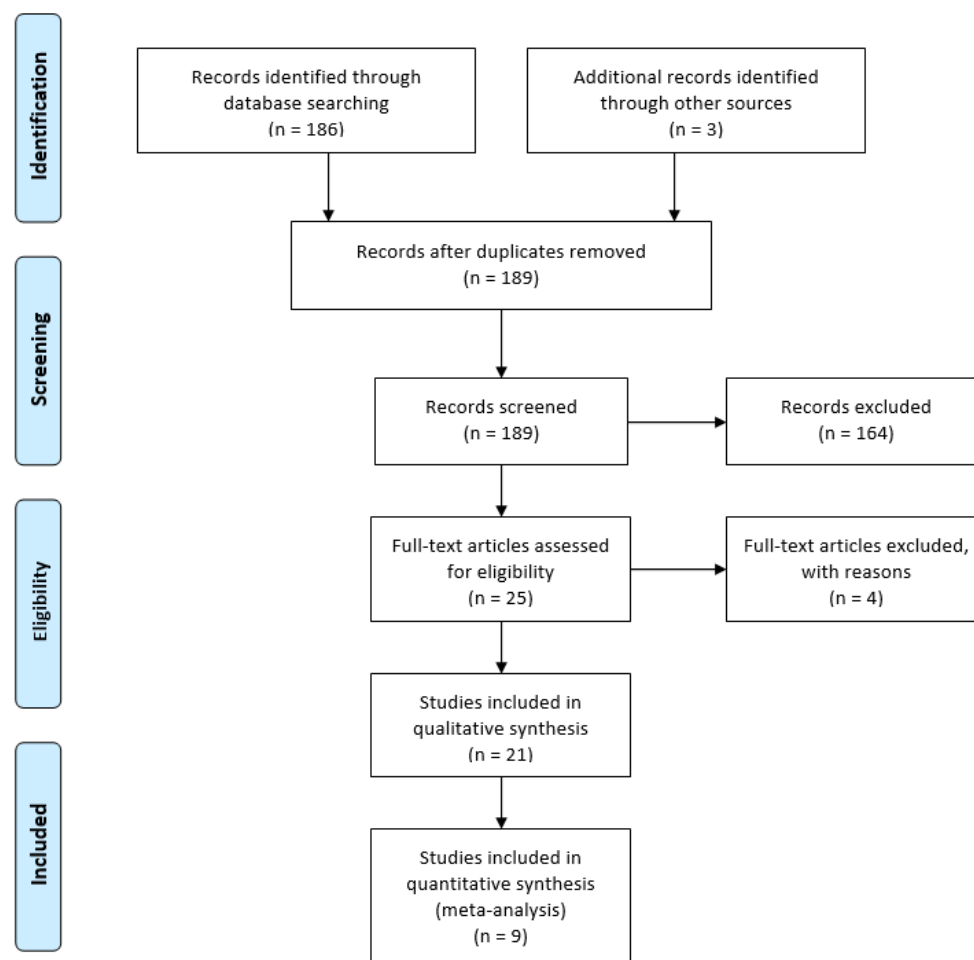 Identification
Records identified through
database searching
(n = 186)
Additional records identified
through other sources
(n = 3)
Records after duplicates removed
(n = 189)
Screening
Records screened
(n = 189)
Records excluded
(n = 164)
Eligibility
Full-text articles assessed
for eligibility
(n = 25)
Full-text articles excluded,
with reasons
(n = 4)
Studies included in
qualitative synthesis
(n = 21)
Included
Studies included in
quantitative synthesis
(meta-analysis)
(n = 9)